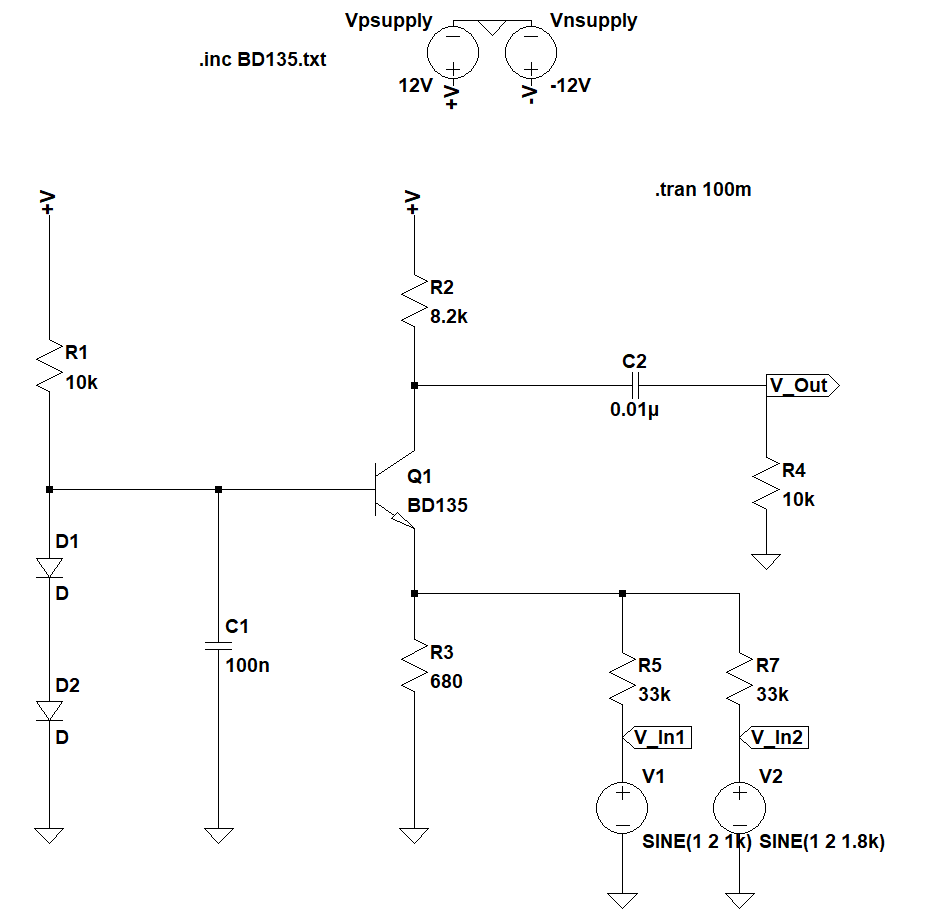 Vpsupply
Vnsupply
.inc BD135.txt
12V
-12V
+V
-V
.tran 100m
+V
+V
R2
8.2k
R1
10k
C2
0.01µ
V_Out
Q1
BD135
R4
10k
D1
D
C1
100n
R3
680
R5
33k
R7
33k
D2
D
V_In1
V_In2
V1
V2
SINE(1 2 1k)
SINE(1 2 1.8k)